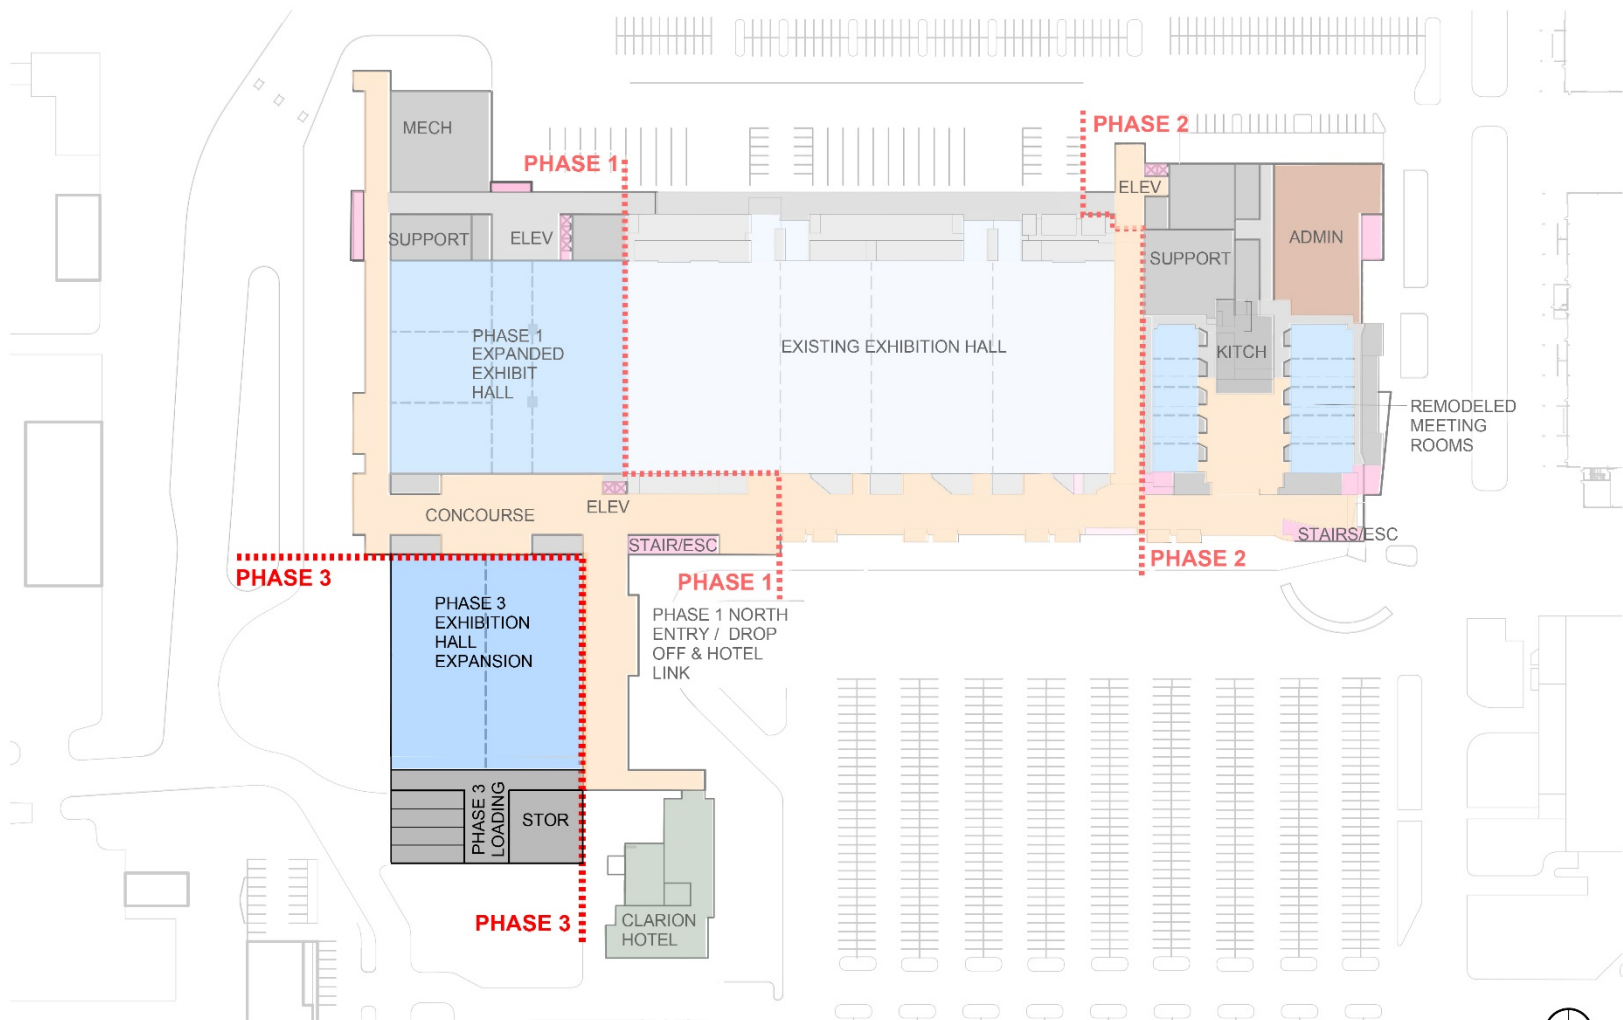 PHASE 2
MECH
PHASE 1
ELEV
SUPPORT
ELEV
ADMIN
SUPPORT
PHASE 1
EXPANDED
EXHIBIT
HALL
EXISTING EXHIBITION HALL
KITCH
REMODELED
MEETING
ROOMS
ELEV
CONCOURSE
STAIR/ESC
STAIRS/ESC
PHASE 3
PHASE 1
PHASE 2
PHASE 3
EXHIBITION
HALL
EXPANSION
PHASE 1 NORTH
ENTRY / DROP
OFF & HOTEL
LINK
PHASE 3
LOADING
STOR
PHASE 3
CLARION
HOTEL